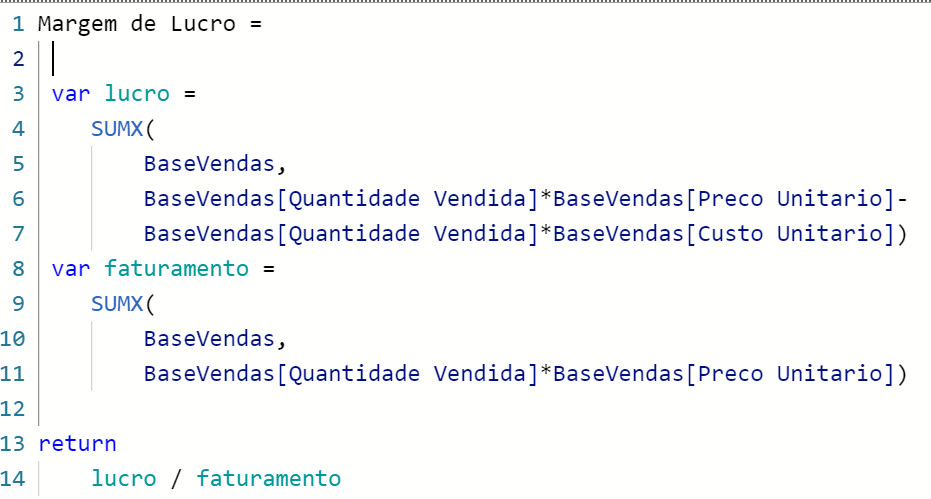 1 Margem de Lucro =
2
3 var lucro =
4 SUMX(
5 BaseVendas,
6 BaseVendas[Quantidade Vendida]*BaseVendas[Preco Unitario]-
7 BaseVendas[Quantidade Vendida]*BaseVendas[Custo Unitario])
8 var faturamento =
9 SUMX(
10 BaseVendas,
11 BaseVendas[Quantidade Vendida]*BaseVendas[Preco Unitario])
12
13 return
14 lucro / faturamento